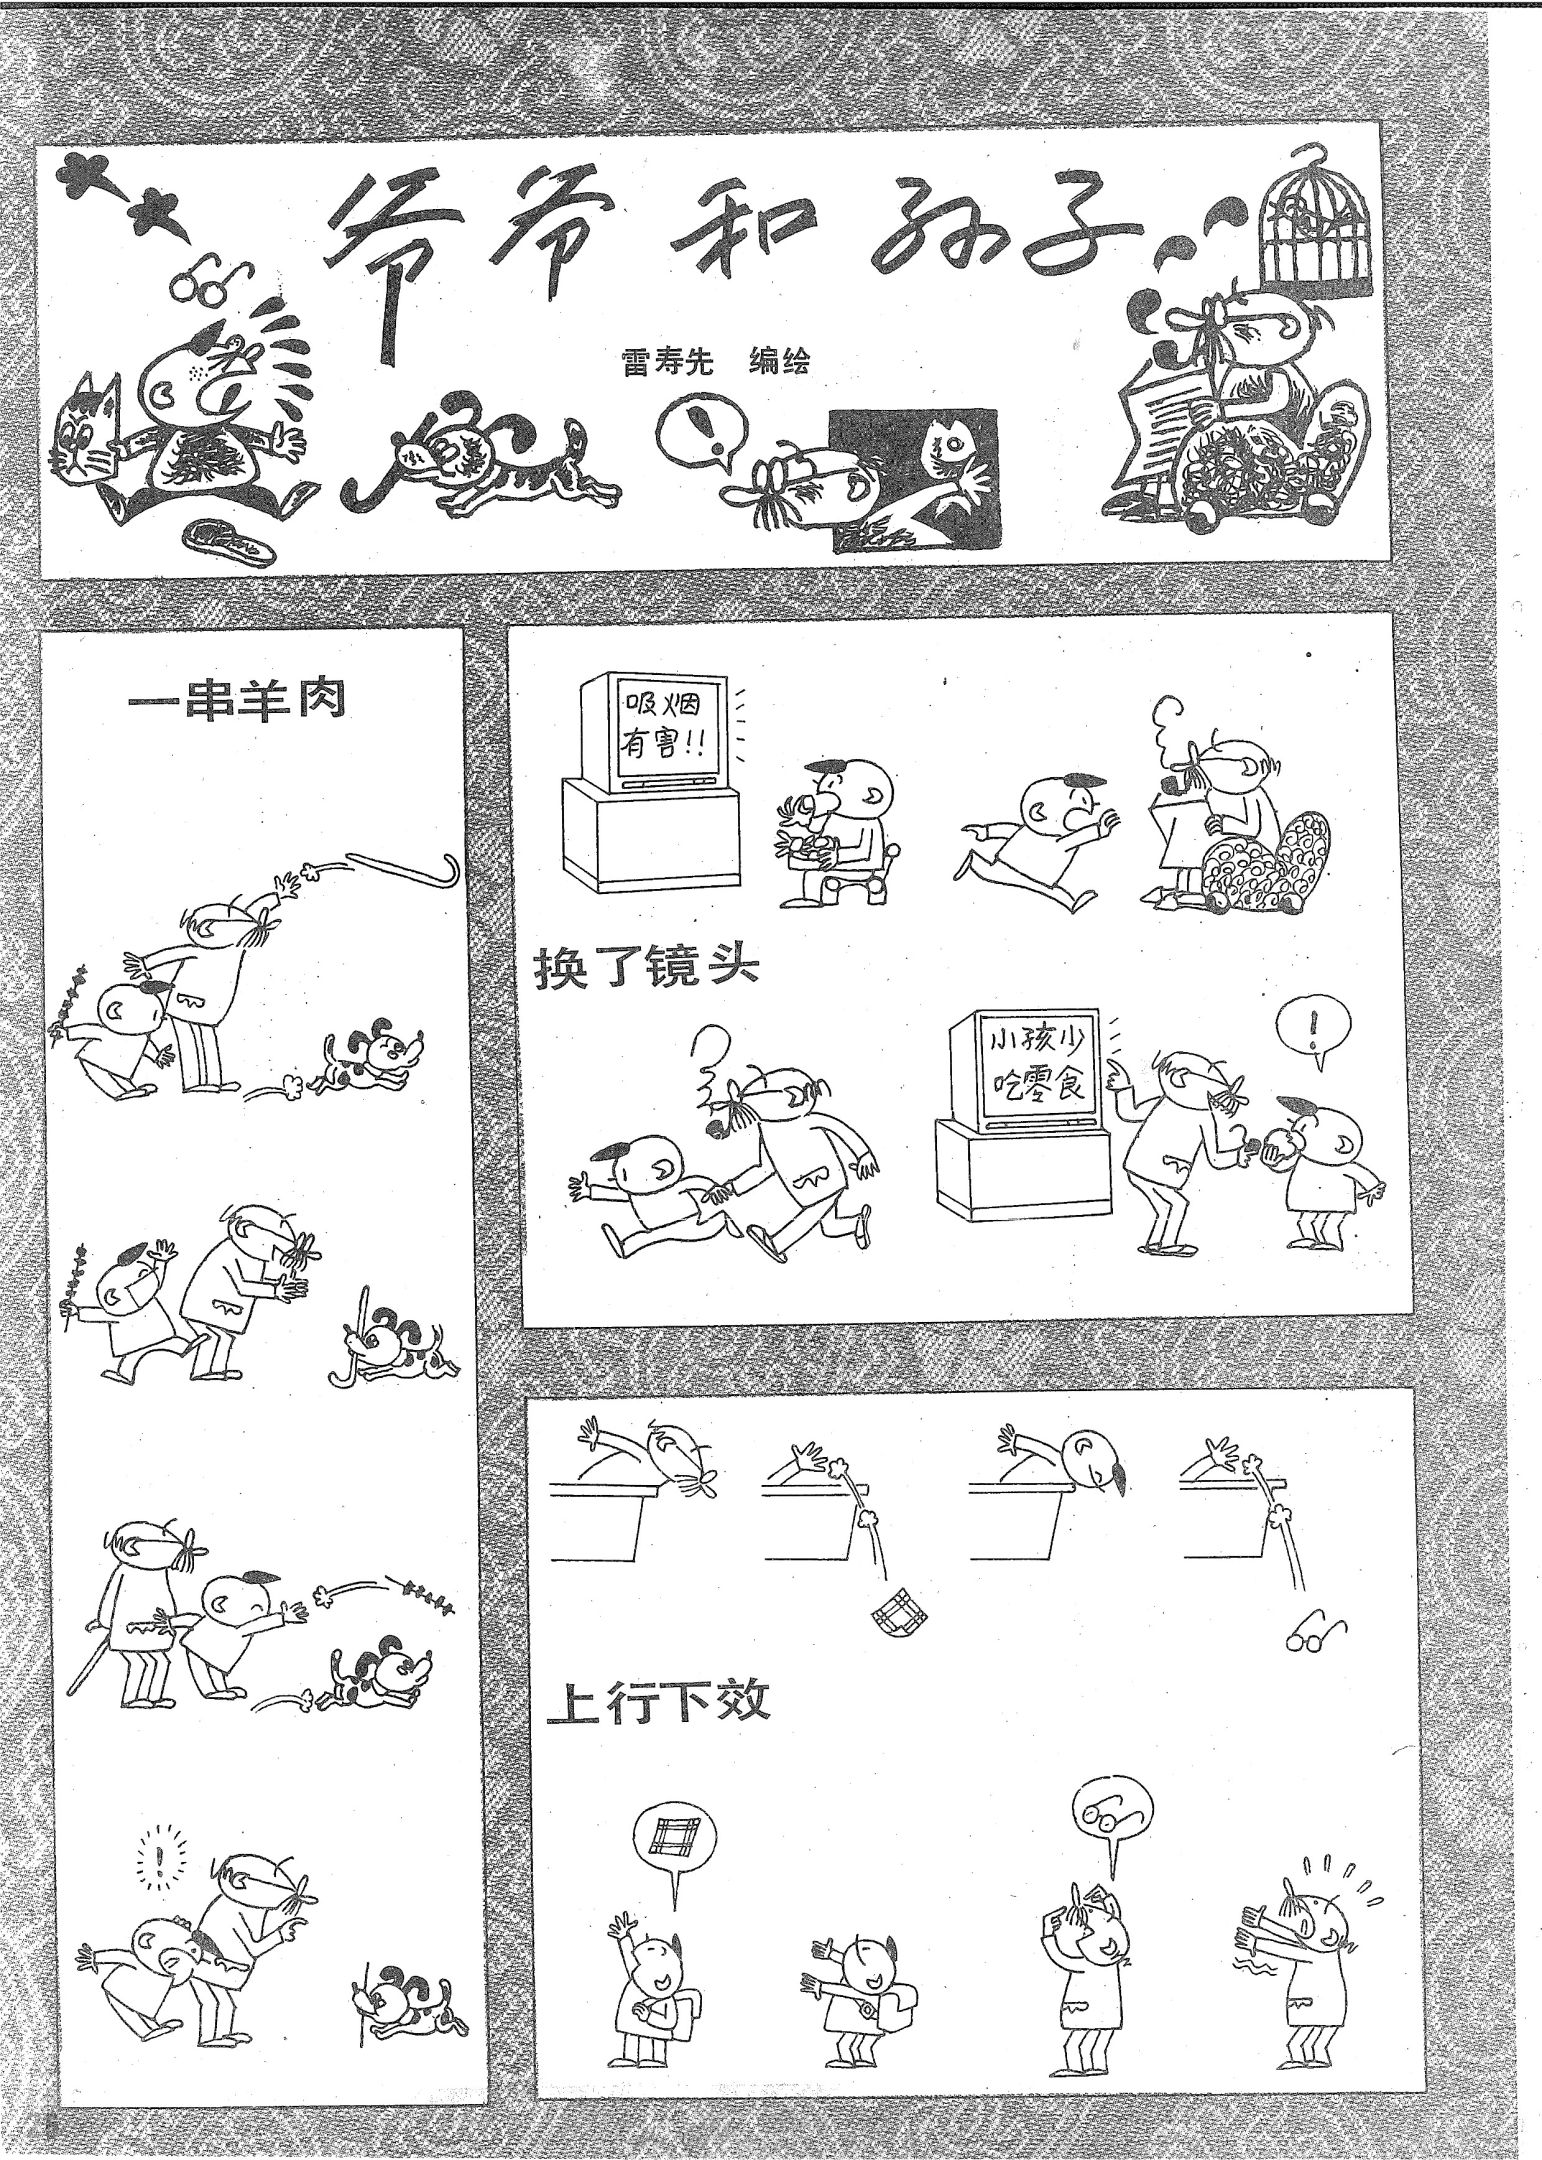 爷爷和孙子
雷寿先 编绘
一串羊肉
吸烟
有害!!
换了镜头
小孩少
吃零食
!
上行下效
!
!